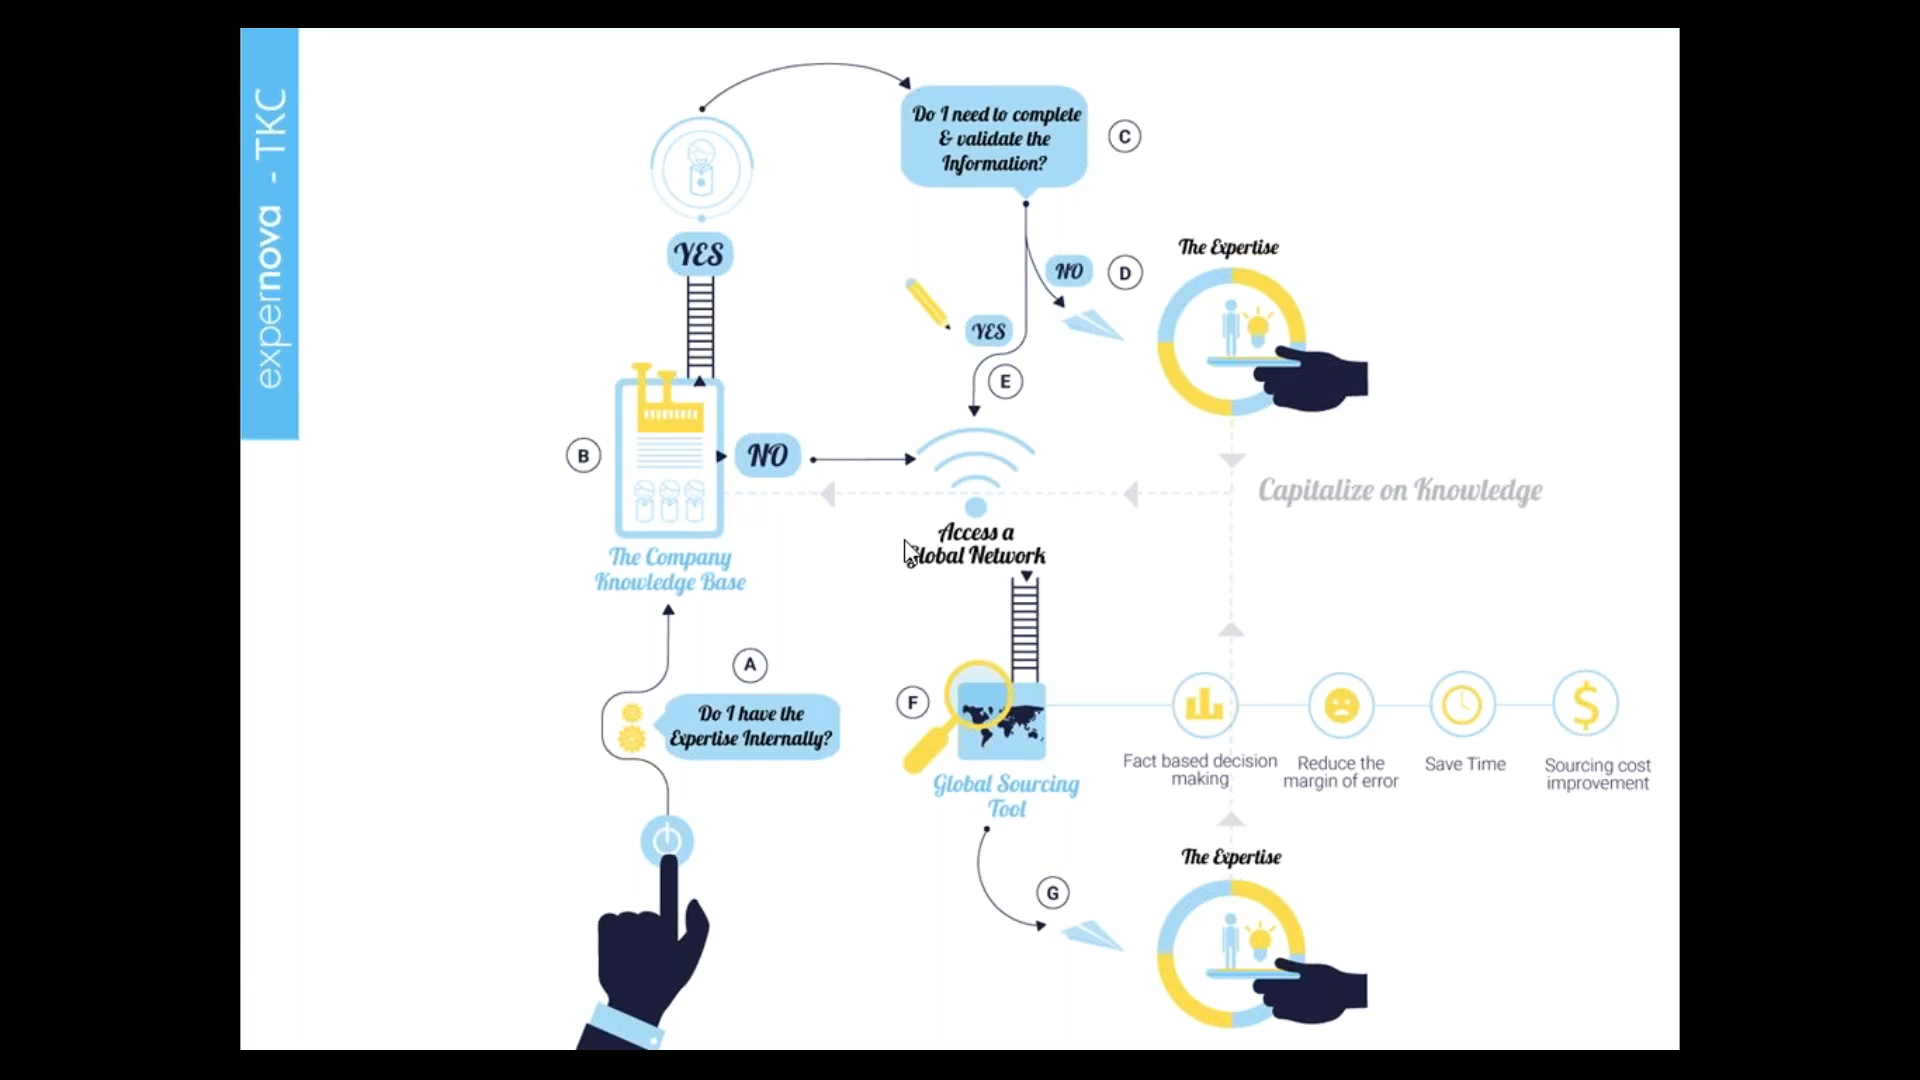 expernova - TKC
Do I need to complete
& validate the
Information?
C
YES
NO
D
The Expertise
YES
E
B
NO
Capitalize on Knowledge
Access a
Global Network
The Company
Knowledge Base
A
Do I have the
Expertise Internally?
F
Global Sourcing
Tool
Fact based decision
making
Reduce the
margin of error
Save Time
$
Sourcing cost
improvement
G
The Expertise